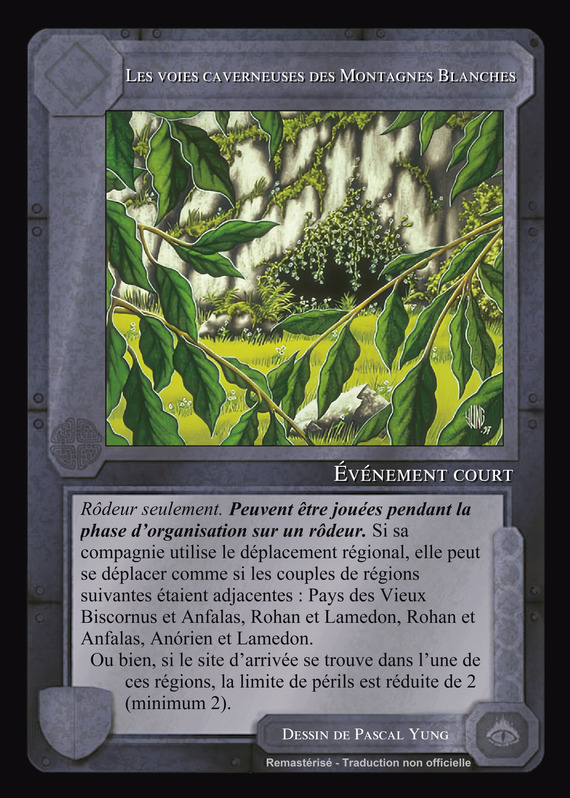 Les voies caverneuses des Montagnes Blanches
YUNG
97
Événement court
Rôdeur seulement. Peuvent être jouées pendant la
phase d'organisation sur un rôdeur. Si sa
compagnie utilise le déplacement régional, elle peut
se déplacer comme si les couples de régions
suivantes étaient adjacentes : Pays des Vieux
Biscornus et Anfalas, Rohan et Lamedon, Rohan et
Anfalas, Anórien et Lamedon.
Ou bien, si le site d'arrivée se trouve dans l'une de
ces régions, la limite de périls est réduite de 2
(minimum 2).
Dessin de Pascal Yung
Remastérisé - Traduction non officielle